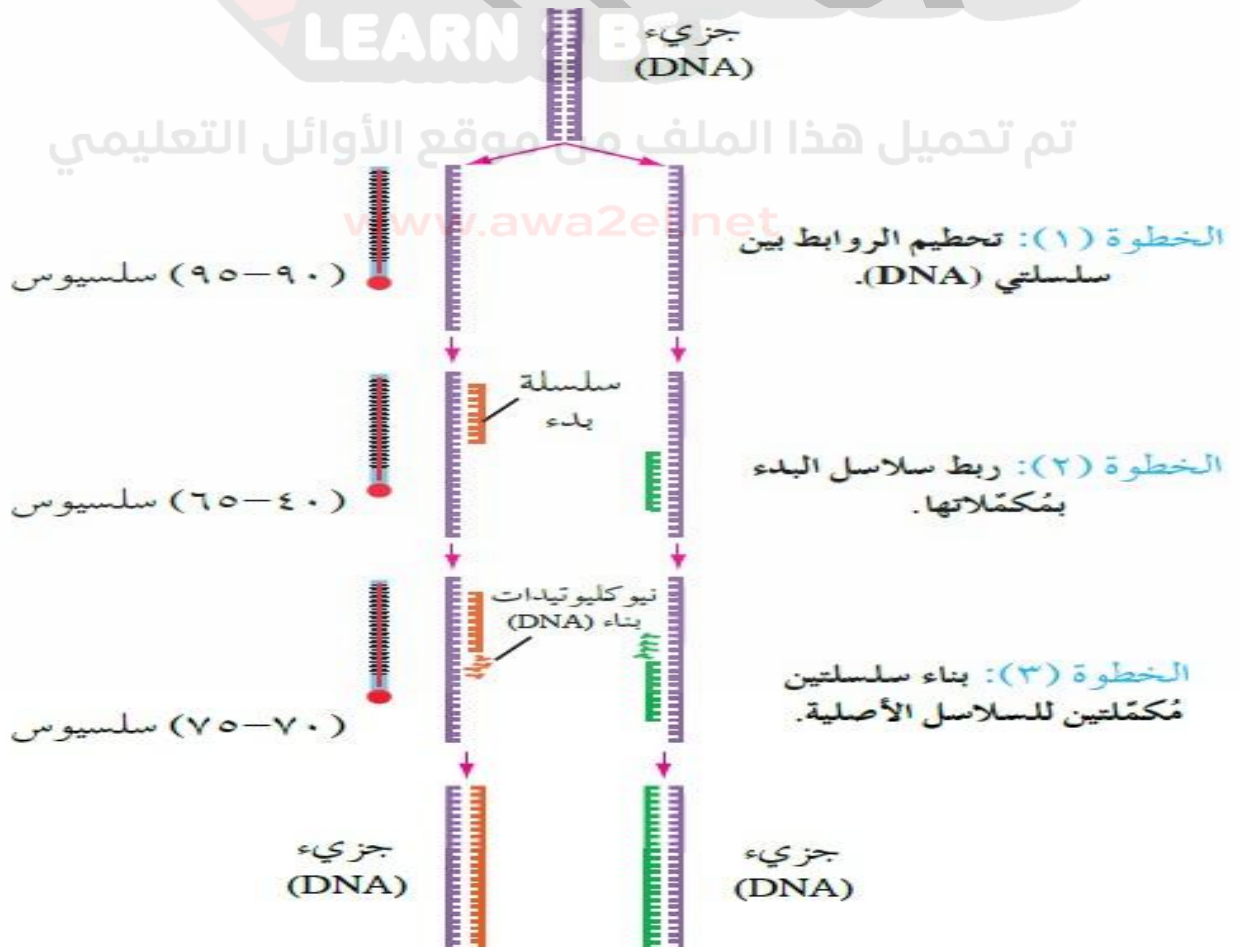 LEARN 2 BE
جزيء
(DNA)
تم تحميل هذا الملف من موقع الأوائل التعليمي
www.awa2el.net
الخطوة (١): تحطيم الروابط بين
سلسلتي (DNA).
(٩٠-٩٥) سلسيوس
سلسلة
بدء
الخطوة (٢): ربط سلاسل البدء
بمُكمّلاتها.
(٤٠-٦٥) سلسيوس
نيوكليوتيدات
بناء (DNA)
الخطوة (٣): بناء سلسلتين
مُكمّلتين للسلاسل الأصلية.
(٧٠-٧٥) سلسيوس
جزيء
(DNA)
جزيء
(DNA)